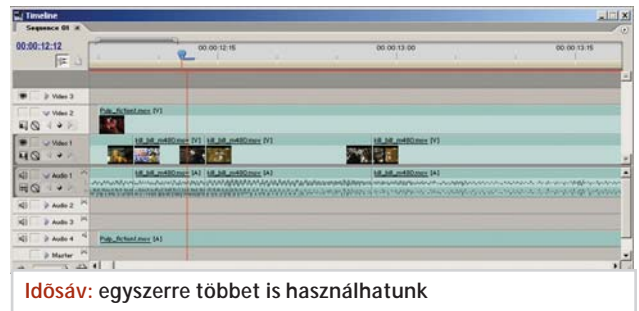 Timeline
Sequence 01
00:00:12:12
00:00:12:15
00:00:13:00
00:00:13:15
Video 3
Video 2
Pulp_fiction1.mov [V]
Video 1
kill_bill_m480.mov [V]
kill_bill_m480.mov [V]
kill_bill_m480.mov [V]
Audio 1
kill_bill_m480.mov [A]
kill_bill_m480.mov [A]
kill_bill_m480.mov [A]
Audio 2
Audio 3
Audio 4
Pulp_fiction1.mov [A]
Master
Idõsáv: egyszerre többet is használhatunk